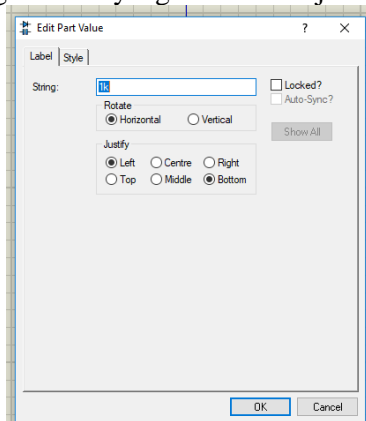 Edit Part Value ? ×
Label Style
String: 1k
Locked?
Auto-Sync?
Rotate
Horizontal Vertical
Show All
Justify
Left Centre Right
Top Middle Bottom
OK Cancel